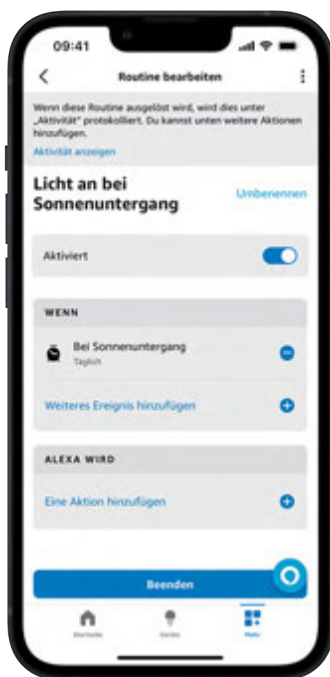 09:41
Routine bearbeiten
Wenn diese Routine ausgelöst wird, wird dies unter
„Aktivität“ protokolliert. Du kannst unten weitere Aktionen
hinzufügen.
Aktivität anzeigen
Licht an bei
Sonnenuntergang
Umbenennen
Aktiviert
WENN
Bei Sonnenuntergang
Täglich
Weiteres Ereignis hinzufügen
ALEXA WIRD
Eine Aktion hinzufügen
Beenden
Startseite
Geräte
Mehr